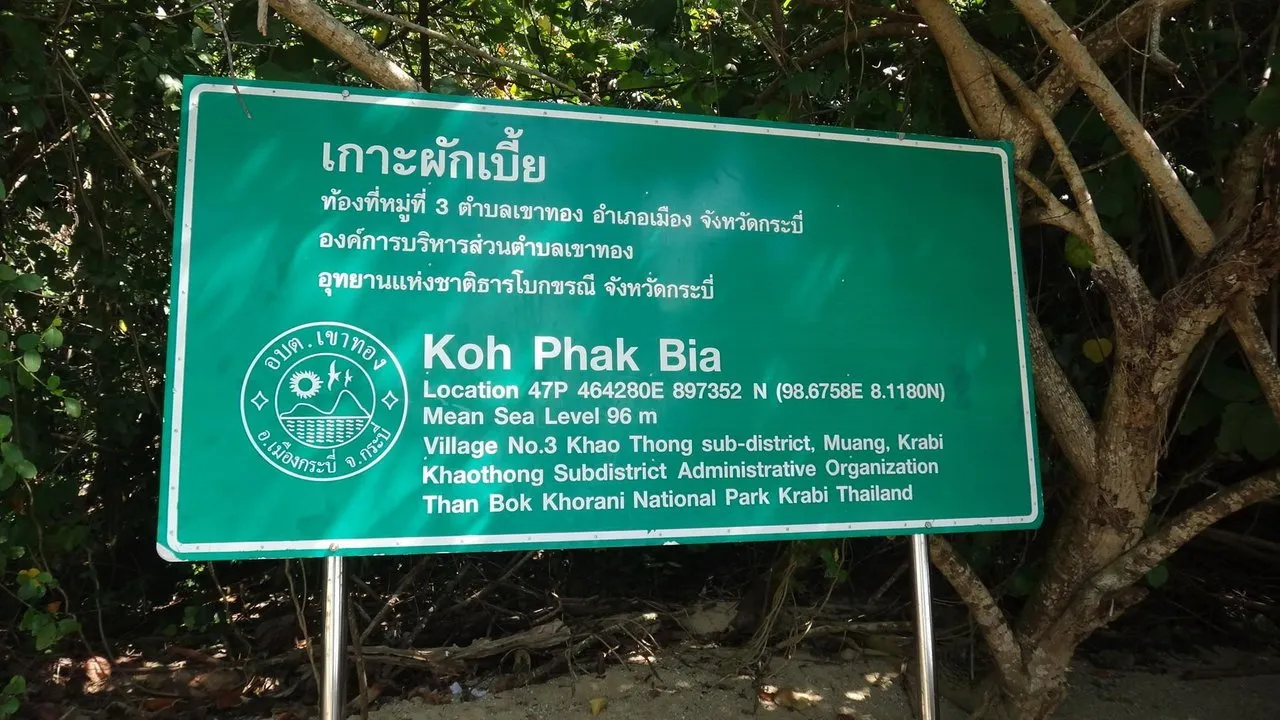 เกาะผักเบี้ย
ท้องที่หมู่ที่ 3 ตำบลเขาทอง อำเภอเมือง จังหวัดกระบี่
องค์การบริหารส่วนตำบลเขาทอง
อุทยานแห่งชาติธารโบกขรณี จังหวัดกระบี่
อบต.เขาทอง
อ.เมืองกระบี่ จ.กระบี่
Koh Phak Bia
Location 47P 464280E 897352 N (98.6758E 8.1180N)
Mean Sea Level 96 m
Village No.3 Khao Thong sub-district, Muang, Krabi
Khaothong Subdistrict Administrative Organization
Than Bok Khorani National Park Krabi Thailand